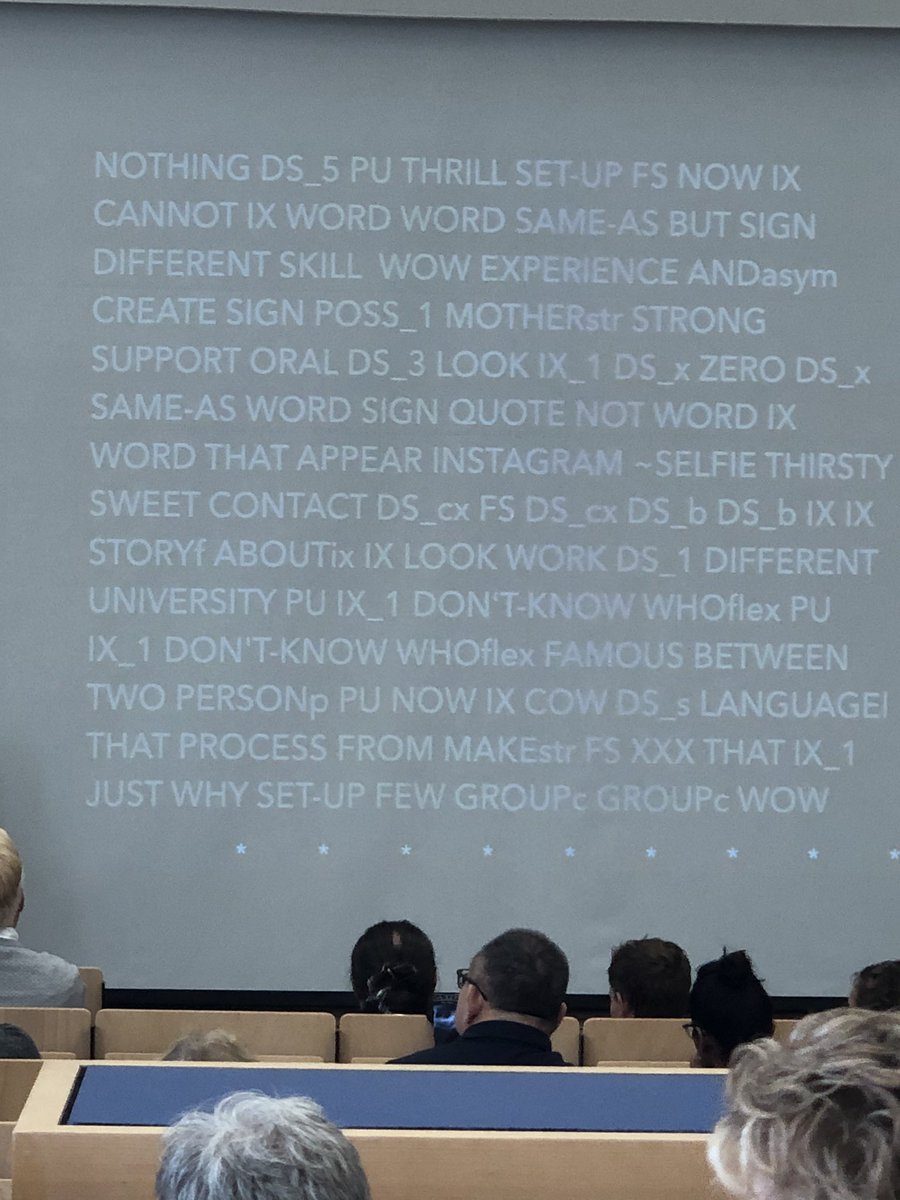 NOTHING DS_5 PU THRILL SET-UP FS NOW IX
CANNOT IX WORD WORD SAME-AS BUT SIGN
DIFFERENT SKILL WOW EXPERIENCE ANDasym
CREATE SIGN POSS_1 MOTHERstr STRONG
SUPPORT ORAL DS_3 LOOK IX_1 DS_x ZERO DS_x
SAME-AS WORD SIGN QUOTE NOT WORD IX
WORD THAT APPEAR INSTAGRAM ~SELFIE THIRSTY
SWEET CONTACT DS_cx FS DS_cx DS_b DS_b IX IX
STORYf ABOUTix IX LOOK WORK DS_1 DIFFERENT
UNIVERSITY PU IX_1 DON‘T-KNOW WHOflex PU
IX_1 DON'T-KNOW WHOflex FAMOUS BETWEEN
TWO PERSONp PU NOW IX COW DS_s LANGUAGEl
THAT PROCESS FROM MAKEstr FS XXX THAT IX_1
JUST WHY SET-UP FEW GROUPc GROUPc WOW
* * * * * * * * *